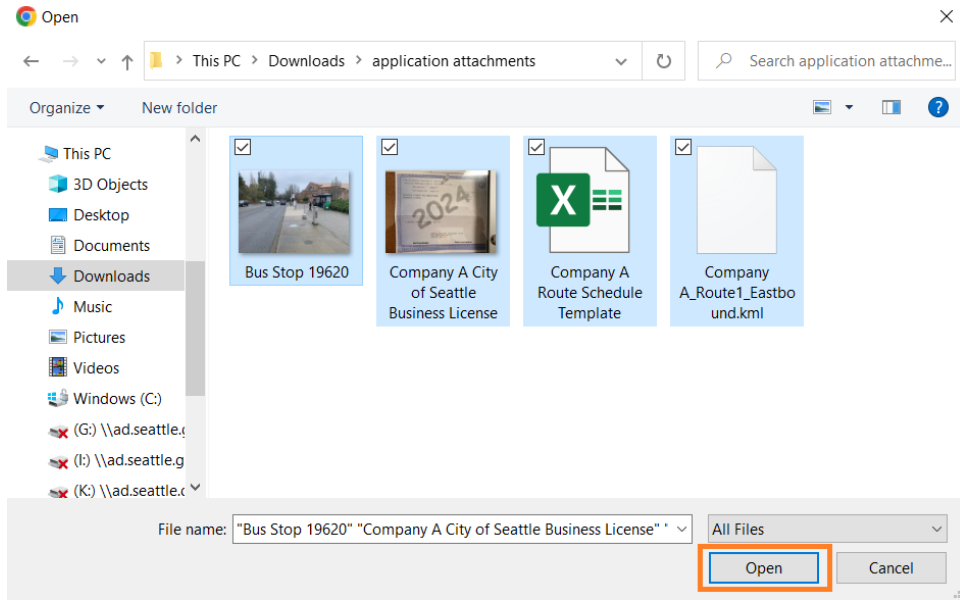 Open
This PC > Downloads > application attachments
Search application attachme...
Organize
New folder
?
This PC
3D Objects
Desktop
Documents
Downloads
Music
Pictures
Videos
Windows (C:)
(G:) \\ad.seattle.g
(I:) \\ad.seattle.g
(K:) \\ad.seattle.g
Bus Stop 19620
2024
Company A City
of Seattle
Business License
X
Company A
Route Schedule
Template
Company
A_Route1_Eastbo
und.kml
File name:
"Bus Stop 19620" "Company A City of Seattle Business License" "
All Files
Open
Cancel